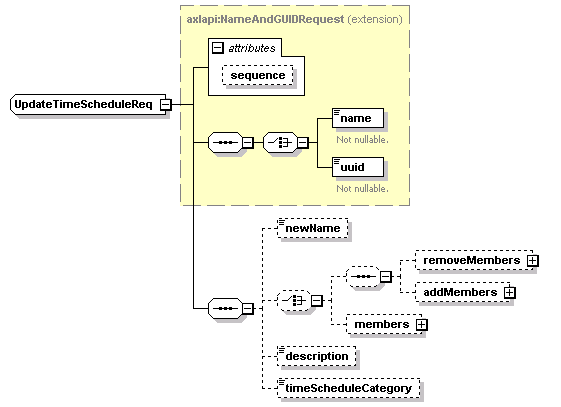 axlapi:NameAndGUIDRequest (extension)
attributes
sequence
UpdateTimeScheduleReq
name
Not nullable.
uuid
Not nullable.
newName
removeMembers
addMembers
members
description
timeScheduleCategory